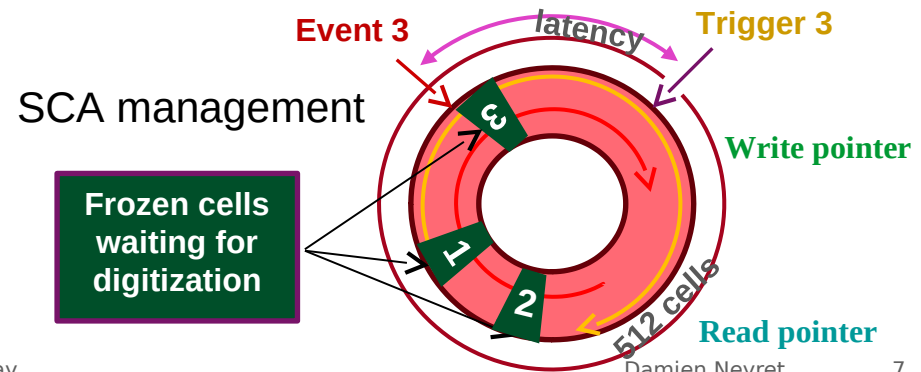 Event 3
latency
Trigger 3
SCA management
3
Write pointer
Frozen cells
waiting for
digitization
1
2
512 cells
Read pointer
Damien Neyret
7